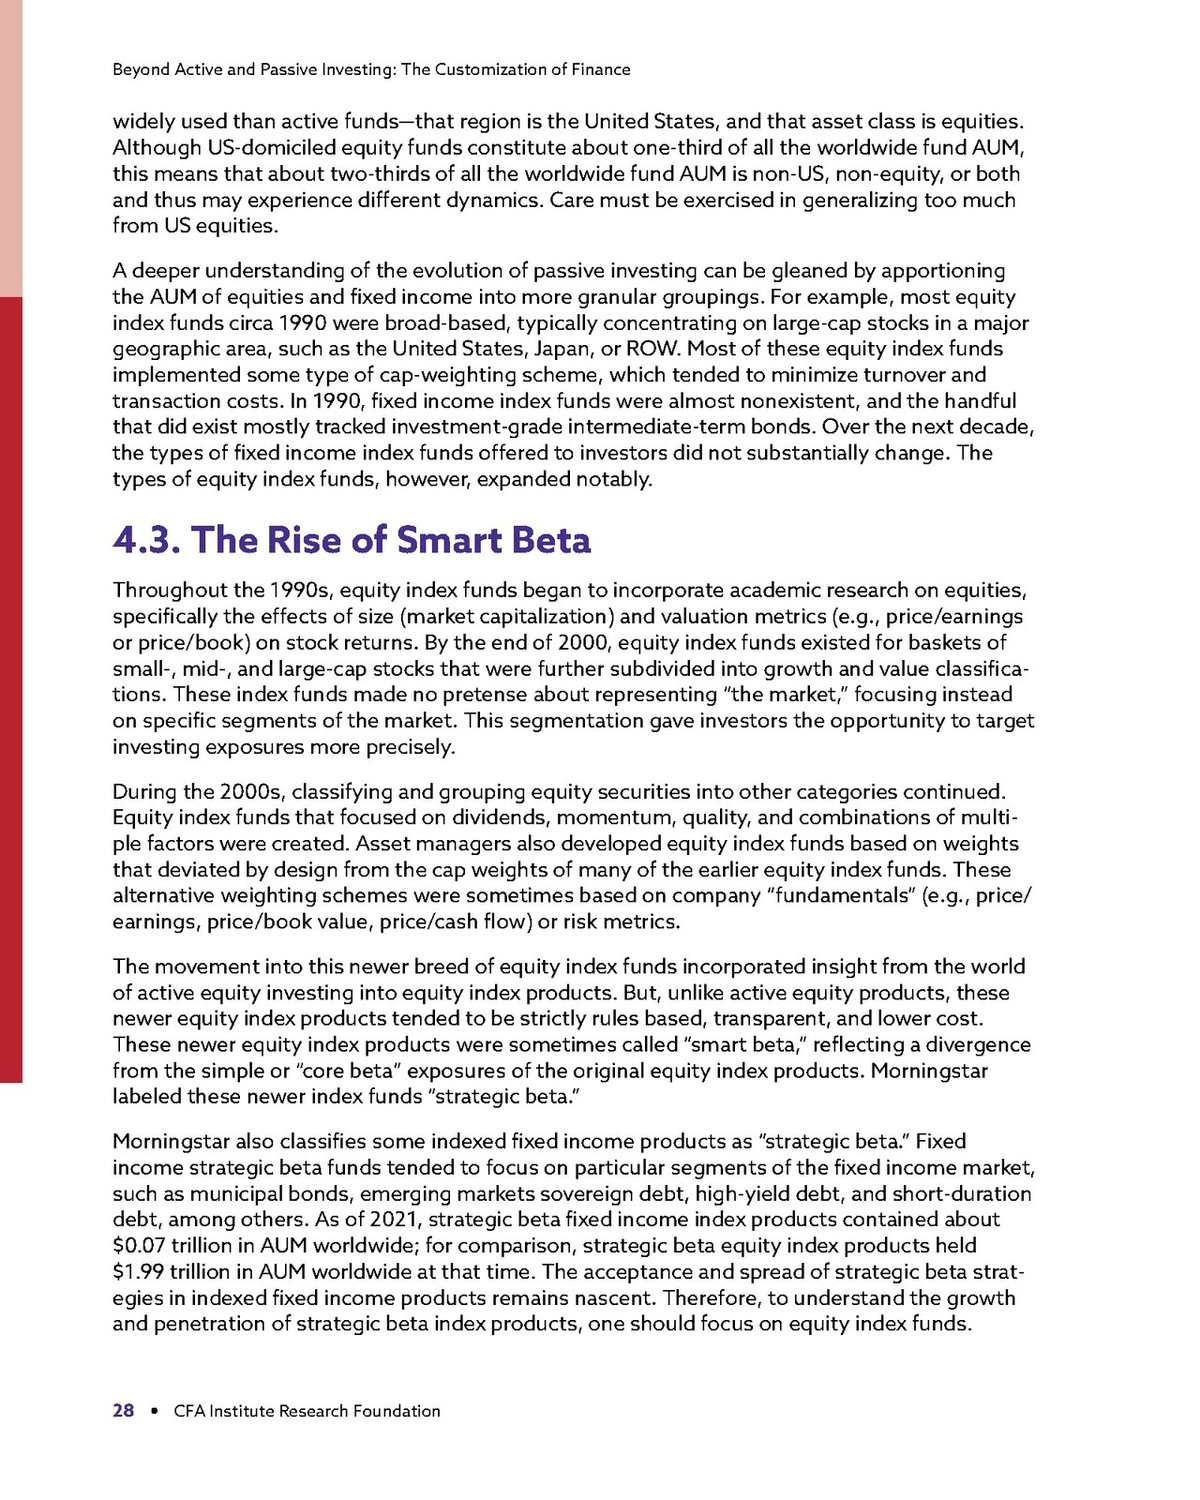 Beyond Active and Passive Investing: The Customization of Finance
widely used than active funds—that region is the United States, and that asset class is equities.
Although US-domiciled equity funds constitute about one-third of all the worldwide fund AUM,
this means that about two-thirds of all the worldwide fund AUM is non-US, non-equity, or both
and thus may experience different dynamics. Care must be exercised in generalizing too much
from US equities.
A deeper understanding of the evolution of passive investing can be gleaned by apportioning
the AUM of equities and fixed income into more granular groupings. For example, most equity
index funds circa 1990 were broad-based, typically concentrating on large-cap stocks in a major
geographic area, such as the United States, Japan, or ROW. Most of these equity index funds
implemented some type of cap-weighting scheme, which tended to minimize turnover and
transaction costs. In 1990, fixed income index funds were almost nonexistent, and the handful
that did exist mostly tracked investment-grade intermediate-term bonds. Over the next decade,
the types of fixed income index funds offered to investors did not substantially change. The
types of equity index funds, however, expanded notably.
4.3. The Rise of Smart Beta
Throughout the 1990s, equity index funds began to incorporate academic research on equities,
specifically the effects of size (market capitalization) and valuation metrics (e.g., price/earnings
or price/book) on stock returns. By the end of 2000, equity index funds existed for baskets of
small-, mid-, and large-cap stocks that were further subdivided into growth and value classifica-
tions. These index funds made no pretense about representing “the market,” focusing instead
on specific segments of the market. This segmentation gave investors the opportunity to target
investing exposures more precisely.
During the 2000s, classifying and grouping equity securities into other categories continued.
Equity index funds that focused on dividends, momentum, quality, and combinations of multi-
ple factors were created. Asset managers also developed equity index funds based on weights
that deviated by design from the cap weights of many of the earlier equity index funds. These
alternative weighting schemes were sometimes based on company “fundamentals” (e.g., price/
earnings, price/book value, price/cash flow) or risk metrics.
The movement into this newer breed of equity index funds incorporated insight from the world
of active equity investing into equity index products. But, unlike active equity products, these
newer equity index products tended to be strictly rules based, transparent, and lower cost.
These newer equity index products were sometimes called “smart beta,” reflecting a divergence
from the simple or “core beta” exposures of the original equity index products. Morningstar
labeled these newer index funds “strategic beta.”
Morningstar also classifies some indexed fixed income products as “strategic beta.” Fixed
income strategic beta funds tended to focus on particular segments of the fixed income market,
such as municipal bonds, emerging markets sovereign debt, high-yield debt, and short-duration
debt, among others. As of 2021, strategic beta fixed income index products contained about
$0.07 trillion in AUM worldwide; for comparison, strategic beta equity index products held
$1.99 trillion in AUM worldwide at that time. The acceptance and spread of strategic beta strat-
egies in indexed fixed income products remains nascent. Therefore, to understand the growth
and penetration of strategic beta index products, one should focus on equity index funds.
28 • CFA Institute Research Foundation